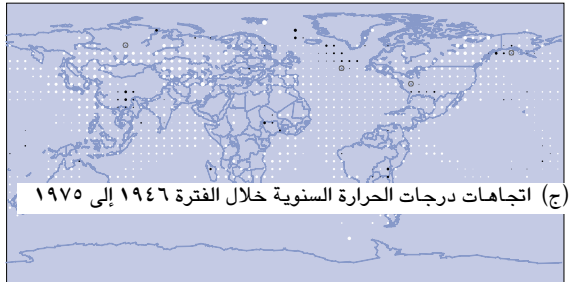 (ج) اتجاهات درجات الحرارة السنوية خلال الفترة ١٩٤٦ إلى ١٩٧٥